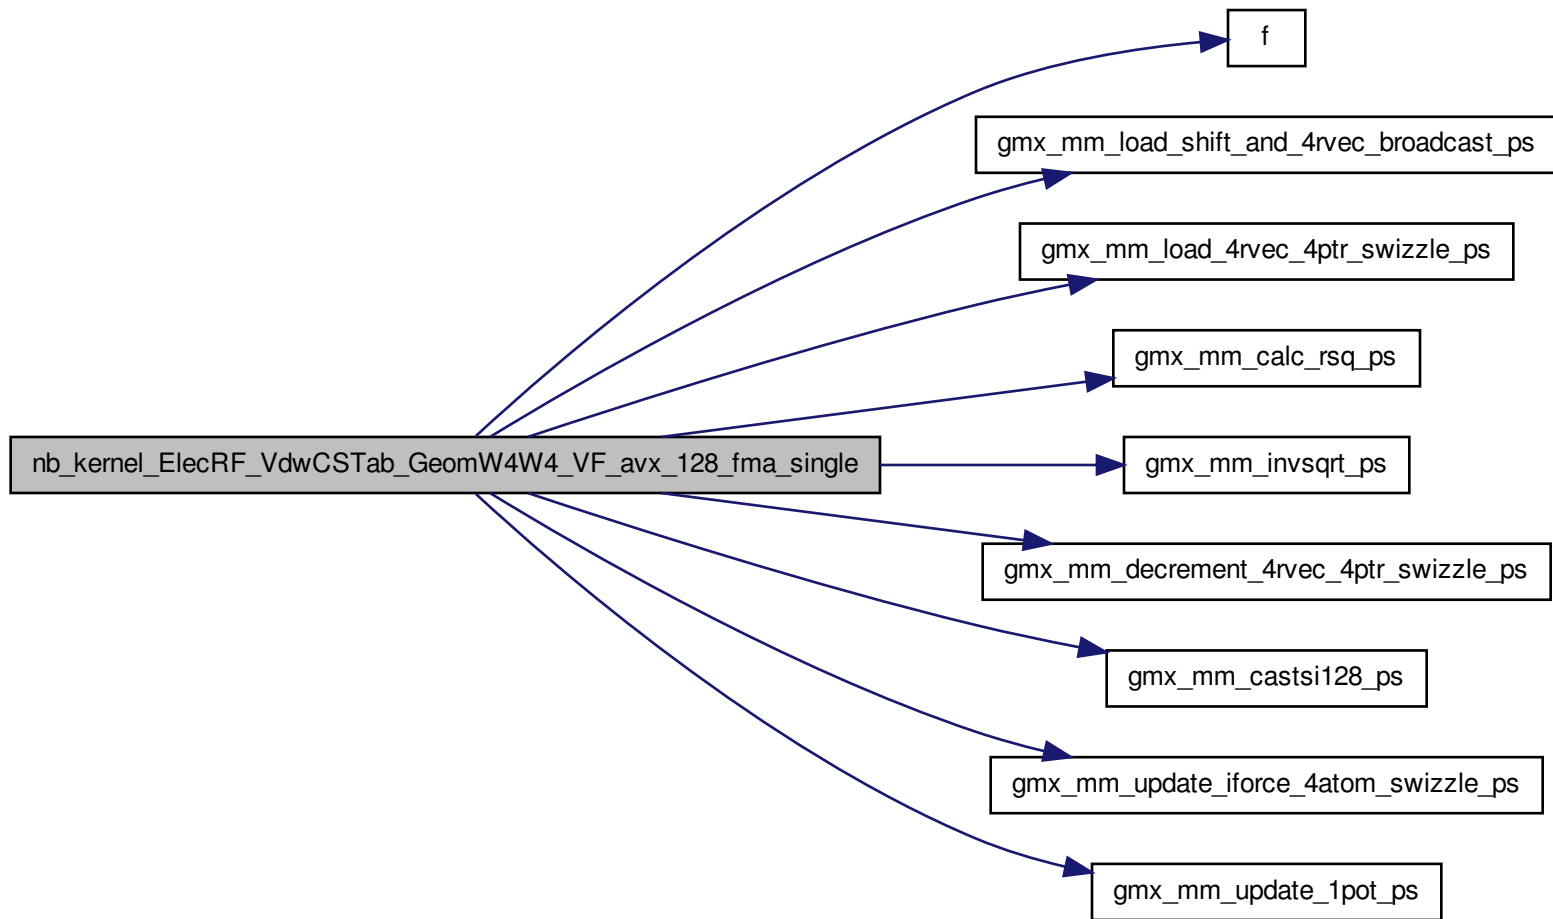 f
gmx_mm_load_shift_and_4rvec_broadcast_ps
gmx_mm_load_4rvec_4ptr_swizzle_ps
gmx_mm_calc_rsq_ps
nb_kernel_ElecRF_VdwCSTab_GeomW4W4_VF_avx_128_fma_single
gmx_mm_invsqrt_ps
gmx_mm_decrement_4rvec_4ptr_swizzle_ps
gmx_mm_castsi128_ps
gmx_mm_update_iforce_4atom_swizzle_ps
gmx_mm_update_1pot_ps